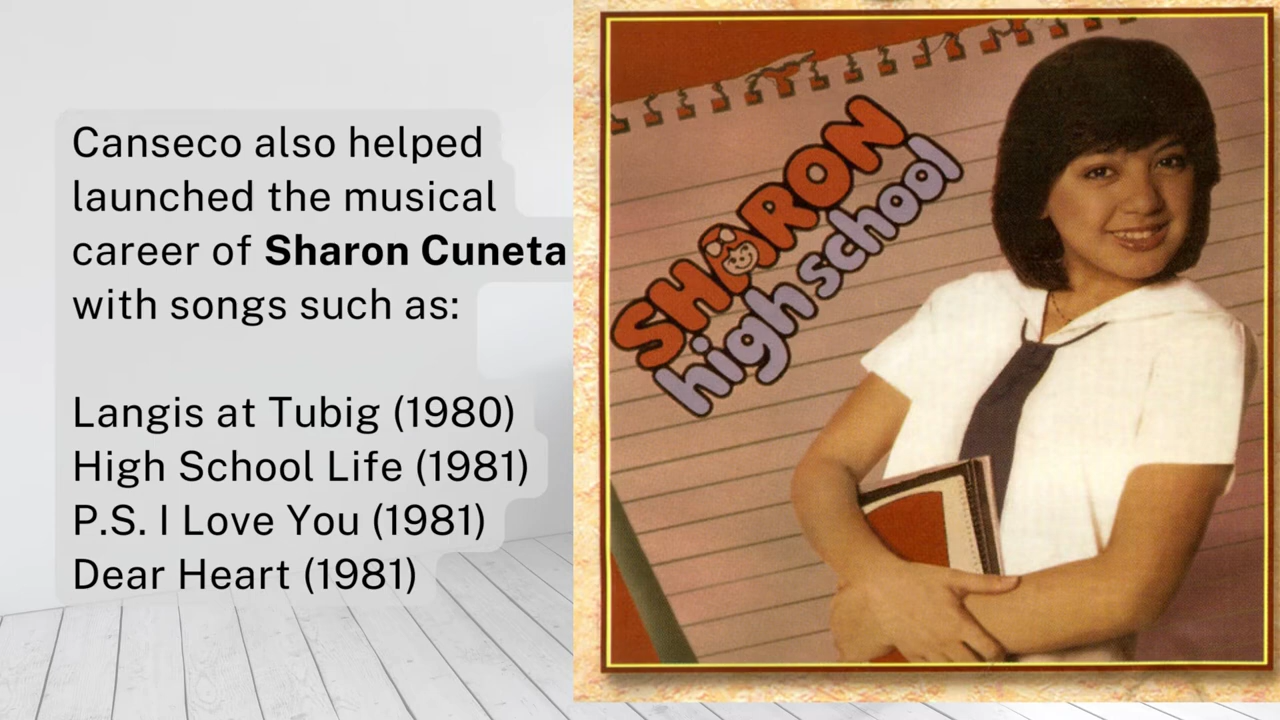 Canseco also helped
launched the musical
career of Sharon Cuneta
with songs such as:
Langis at Tubig (1980)
High School Life (1981)
P.S. I Love You (1981)
Dear Heart (1981)
SHARON
high school